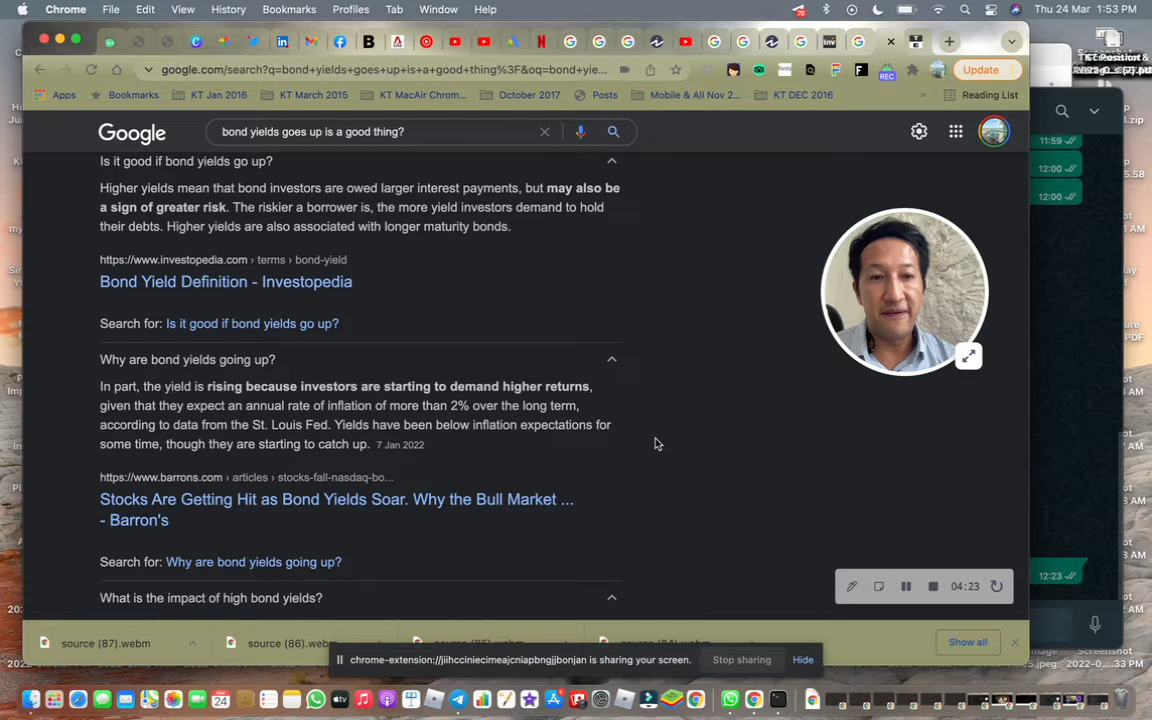 Chrome File Edit View History Bookmarks Profiles Tab Window Help
70
Thu 24 Mar 1:53 PM
google.com/search?q=bond+yields+goes+up+is+a+good+thing%3F&oq=bond+yie...
REC
Update
Apps Bookmarks KT Jan 2016 KT March 2015 KT MacAir Chrom... October 2017 Posts Mobile & All Nov 2... KT DEC 2016 » Reading List
Google
bond yields goes up is a good thing?
Is it good if bond yields go up?
Higher yields mean that bond investors are owed larger interest payments, but may also be
a sign of greater risk. The riskier a borrower is, the more yield investors demand to hold
their debts. Higher yields are also associated with longer maturity bonds.
https://www.investopedia.com › terms › bond-yield
Bond Yield Definition - Investopedia
Search for: Is it good if bond yields go up?
Why are bond yields going up?
In part, the yield is rising because investors are starting to demand higher returns,
given that they expect an annual rate of inflation of more than 2% over the long term,
according to data from the St. Louis Fed. Yields have been below inflation expectations for
some time, though they are starting to catch up. 7 Jan 2022
https://www.barrons.com › articles › stocks-fall-nasdaq-bo...
Stocks Are Getting Hit as Bond Yields Soar. Why the Bull Market ...
- Barron's
Search for: Why are bond yields going up?
What is the impact of high bond yields?
04:23
source (87).webm
source (86).webm
Show all
chrome-extension://jiihcciniecimeajcniapbngjjbonjan is sharing your screen.
Stop sharing
Hide
11:59
12:00
12:00
12:23